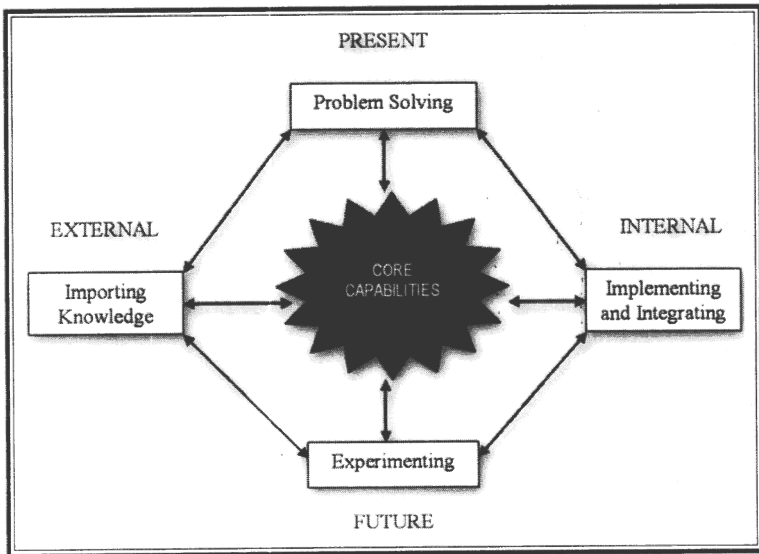 PRESENT
Problem Solving
EXTERNAL
INTERNAL
CORE
CAPABILITIES
Importing
Knowledge
Implementing
and Integrating
Experimenting
FUTURE